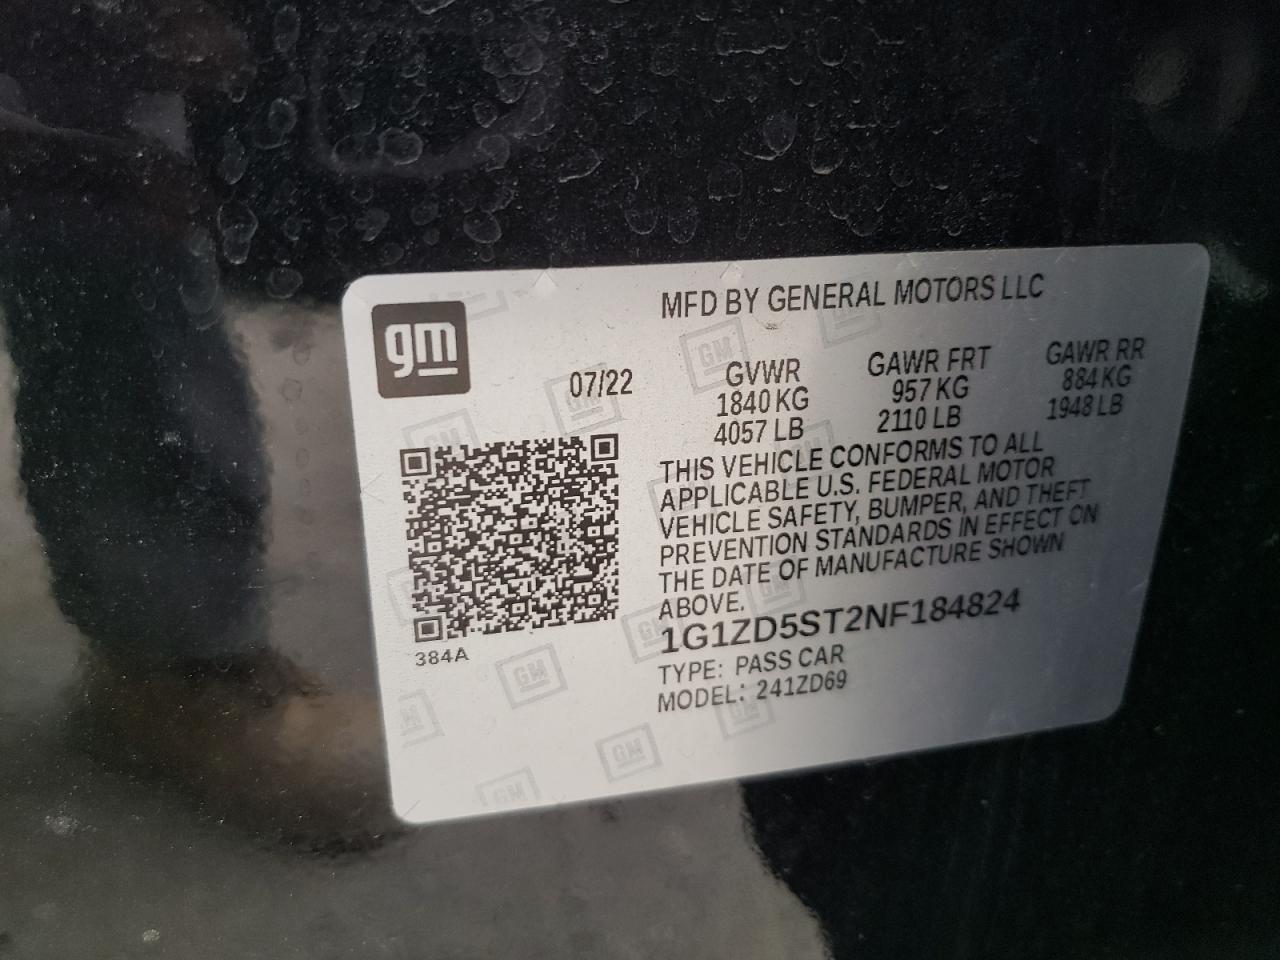 gm
MFD BY GENERAL MOTORS LLC
07/22
GVWR GAWR FRT GAWR RR
1840 KG 957 KG 884 KG
4057 LB 2110 LB 1948 LB
THIS VEHICLE CONFORMS TO ALL
APPLICABLE U.S. FEDERAL MOTOR
VEHICLE SAFETY, BUMPER, AND THEFT
PREVENTION STANDARDS IN EFFECT ON
THE DATE OF MANUFACTURE SHOWN
ABOVE.
1G1ZD5ST2NF184824
TYPE: PASS CAR
MODEL: 241ZD69
384A